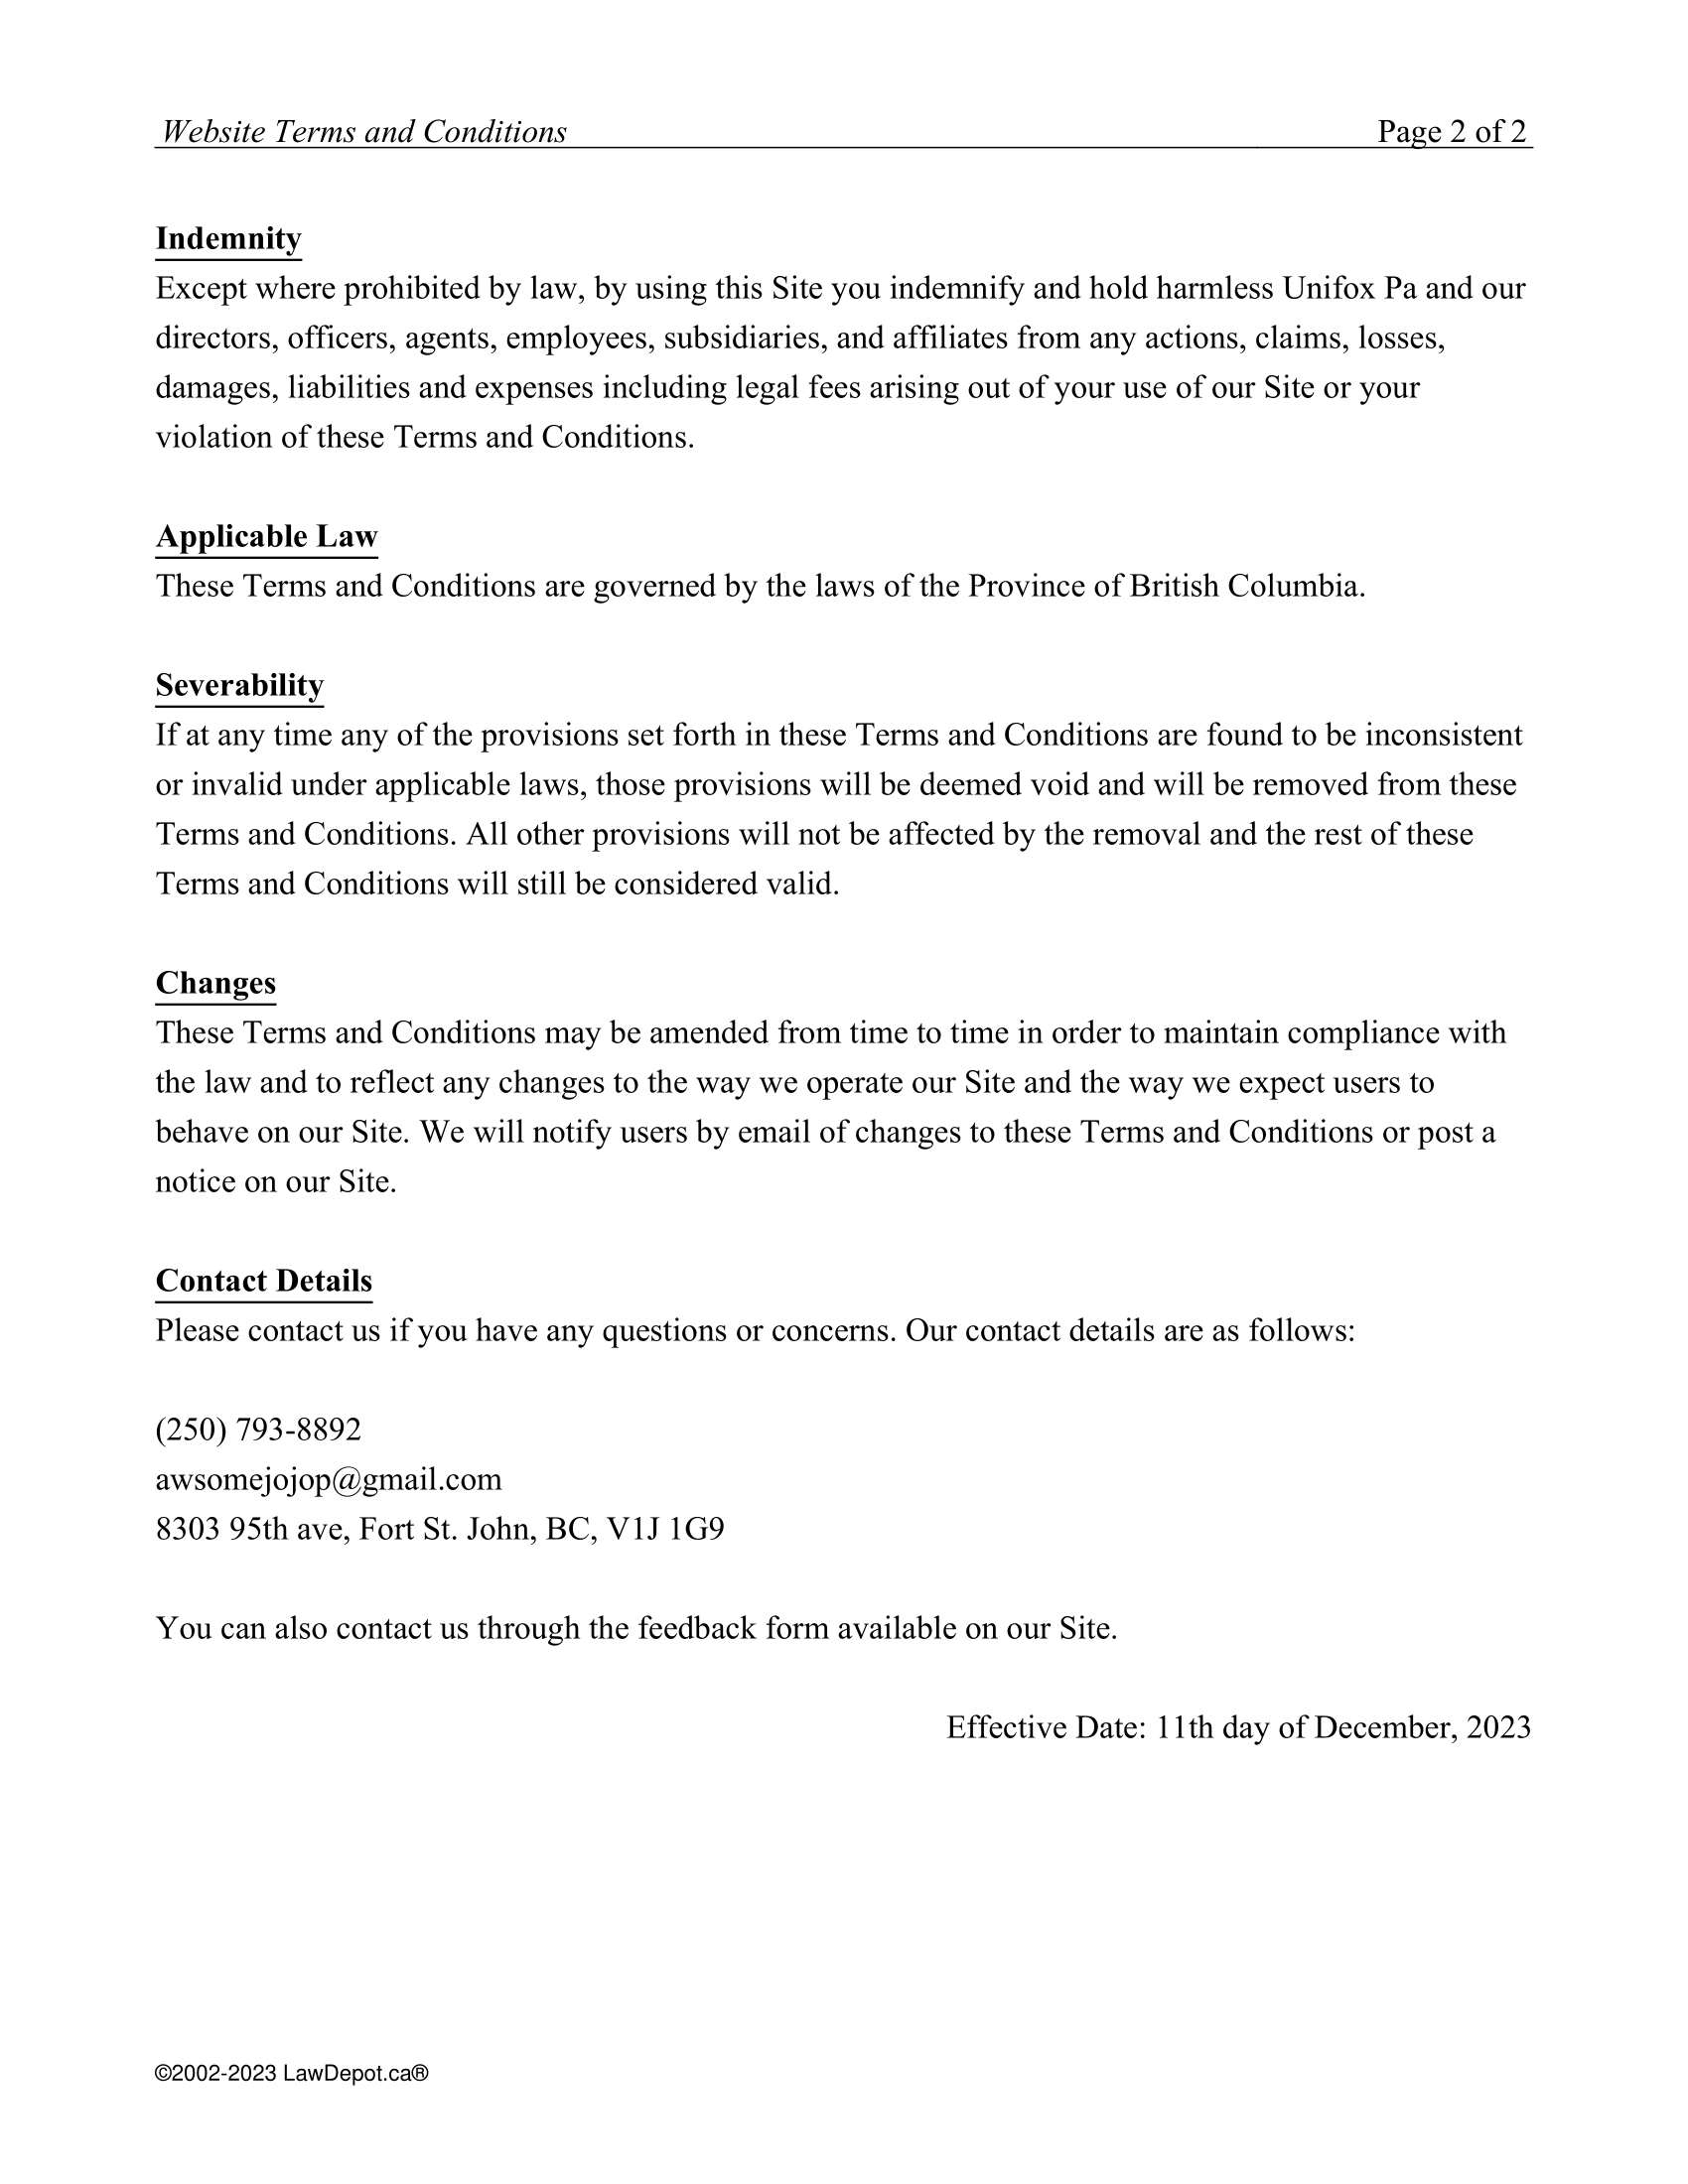 Website Terms and Conditions Page 2 of 2
Indemnity
Except where prohibited by law, by using this Site you indemnify and hold harmless Unifox Pa and our
directors, officers, agents, employees, subsidiaries, and affiliates from any actions, claims, losses,
damages, liabilities and expenses including legal fees arising out of your use of our Site or your
violation of these Terms and Conditions.
Applicable Law
These Terms and Conditions are governed by the laws of the Province of British Columbia.
Severability
If at any time any of the provisions set forth in these Terms and Conditions are found to be inconsistent
or invalid under applicable laws, those provisions will be deemed void and will be removed from these
Terms and Conditions. All other provisions will not be affected by the removal and the rest of these
Terms and Conditions will still be considered valid.
Changes
These Terms and Conditions may be amended from time to time in order to maintain compliance with
the law and to reflect any changes to the way we operate our Site and the way we expect users to
behave on our Site. We will notify users by email of changes to these Terms and Conditions or post a
notice on our Site.
Contact Details
Please contact us if you have any questions or concerns. Our contact details are as follows:
(250) 793-8892
awsomejojop@gmail.com
8303 95th ave, Fort St. John, BC, V1J 1G9
You can also contact us through the feedback form available on our Site.
Effective Date: 11th day of December, 2023
©2002-2023 LawDepot.ca®